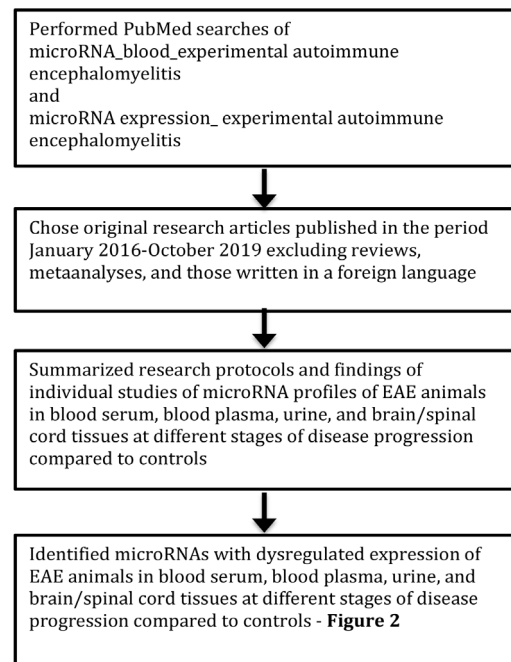 Performed PubMed searches of
microRNA_blood_experimental autoimmune
encephalomyelitis
and
microRNA expression_ experimental autoimmune
encephalomyelitis
Chose original research articles published in the period
January 2016-October 2019 excluding reviews,
metaanalyses, and those written in a foreign language
Summarized research protocols and findings of
individual studies of microRNA profiles of EAE animals
in blood serum, blood plasma, urine, and brain/spinal
cord tissues at different stages of disease progression
compared to controls
Identified microRNAs with dysregulated expression of
EAE animals in blood serum, blood plasma, urine, and
brain/spinal cord tissues at different stages of disease
progression compared to controls - Figure 2